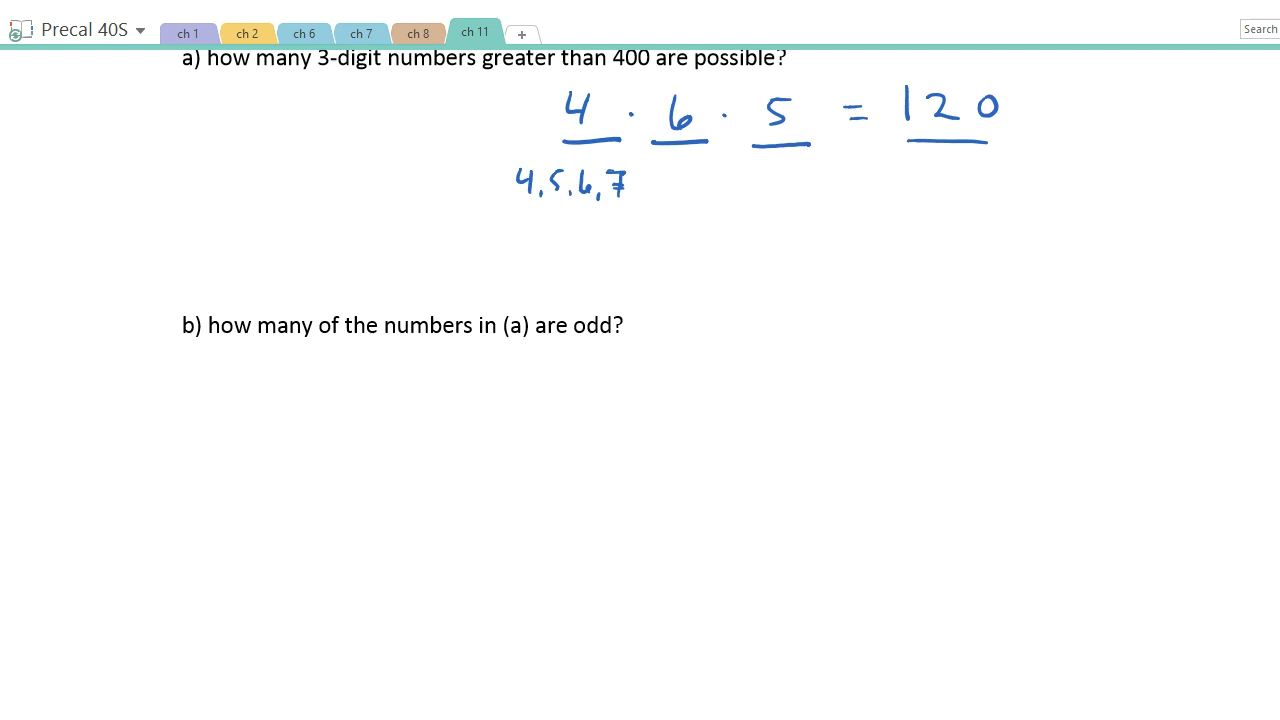 Precal 40S ch 1 ch 2 ch 6 ch 7 ch 8 ch 11 + Search
a) how many 3-digit numbers greater than 400 are possible?
4 · 6 · 5 = 120
4, 5, 6, 7
b) how many of the numbers in (a) are odd?